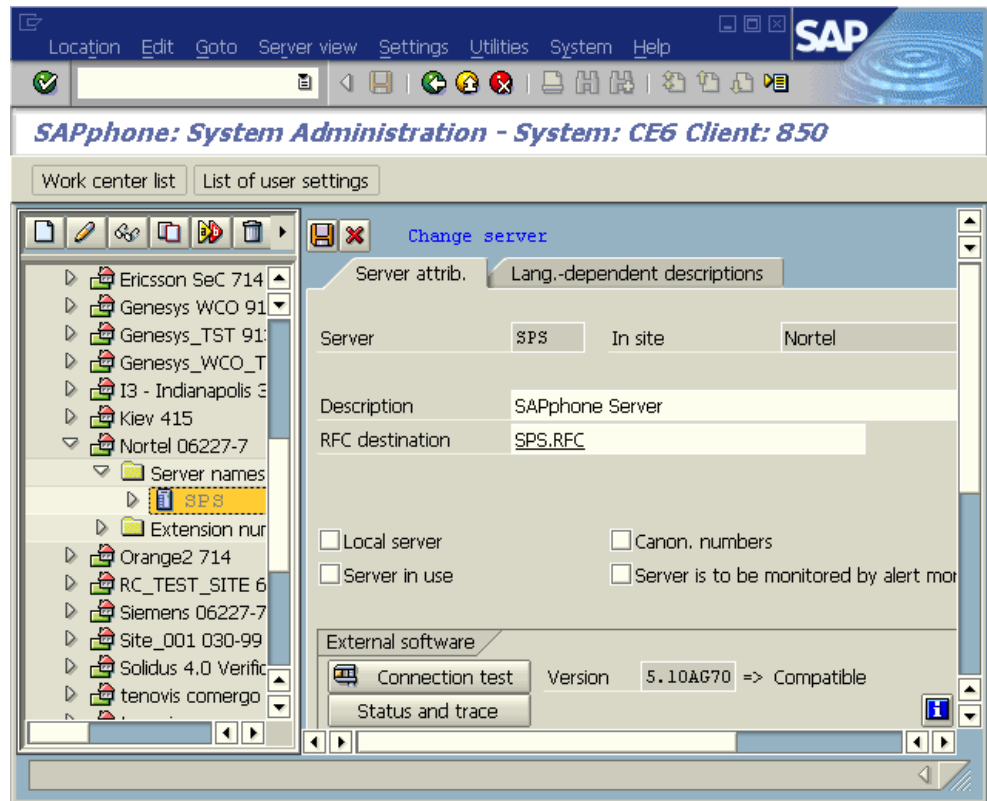 Location Edit Goto Server view Settings Utilities System Help
SAP
SAPphone: System Administration - System: CE6 Client: 850
Work center list List of user settings
Change server
Server attrib. Lang.-dependent descriptions
Ericsson SeC 714
Genesys WCO 91
Genesys_TST 91
Genesys_WCO_T
I3 - Indianapolis
Kiev 415
Nortel 06227-7
Server names
SPS
Extension nur
Orange2 714
RC_TEST_SITE 6
Siemens 06227-7
Site_001 030-99
Solidus 4.0 Verific
tenovis comergo
Server SPS In site Nortel
Description SAPphone Server
RFC destination SPS.RFC
Local server Canon. numbers
Server in use Server is to be monitored by alert mor
External software
Connection test Version 5.10AG70 => Compatible
Status and trace